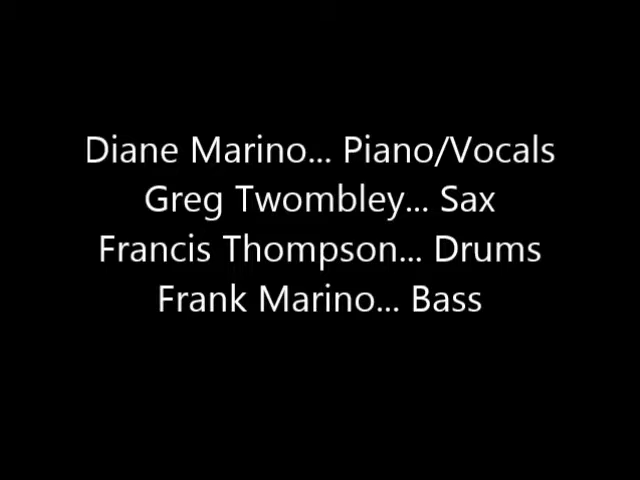 Diane Marino... Piano/Vocals
Greg Twombley... Sax
Francis Thompson... Drums
Frank Marino... Bass